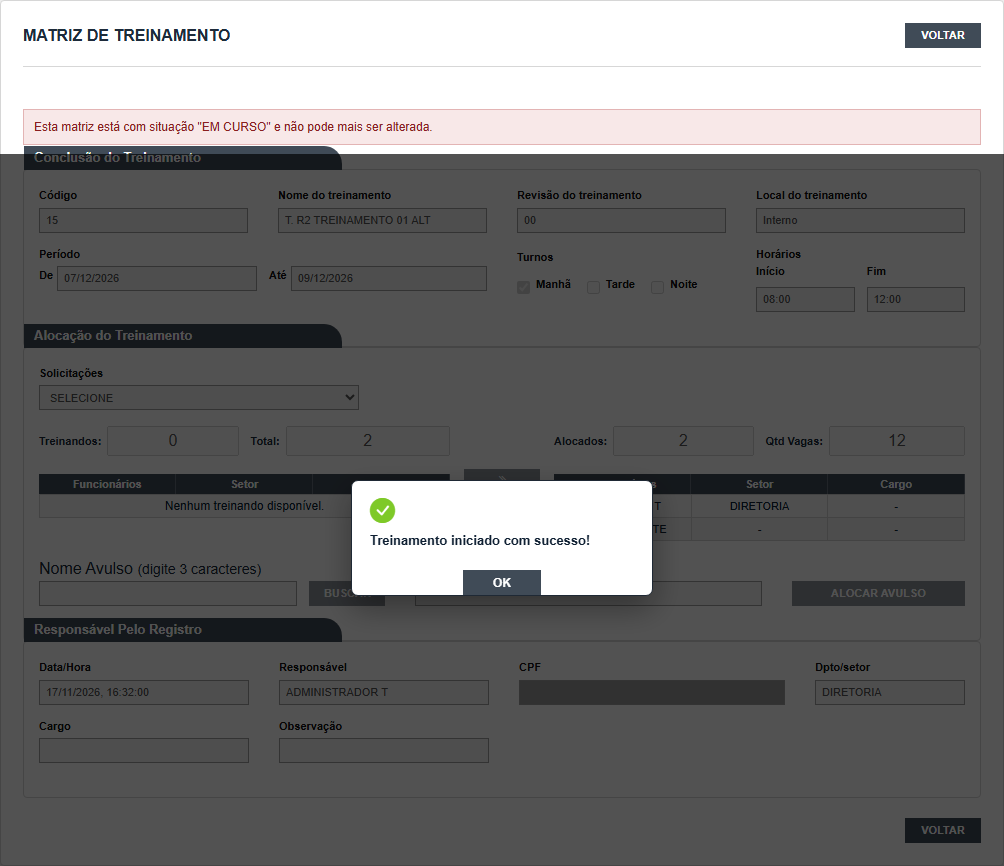 MATRIZ DE TREINAMENTO
VOLTAR
Esta matriz está com situação "EM CURSO" e não pode mais ser alterada.
Conclusão do Treinamento
Código Nome do treinamento Revisão do treinamento Local do treinamento
15 T. R2 TREINAMENTO 01 ALT 00 Interno
Período Turnos Horários
De 07/12/2026 Até 09/12/2026 Manhã Tarde Noite Início Fim
08:00 12:00
Alocação do Treinamento
Solicitações
SELECIONE
Treinandos: 0 Total: 2 Alocados: 2 Qtd Vagas: 12
Funcionários Setor Setor Cargo
Nenhum treinando disponível. T DIRETORIA -
TE - -
Treinamento iniciado com sucesso!
OK
Nome Avulso (digite 3 caracteres)
ALOCAR AVULSO
Responsável Pelo Registro
Data/Hora Responsável CPF Dpto/setor
17/11/2026, 16:32:00 ADMINISTRADOR T DIRETORIA
Cargo Observação
VOLTAR